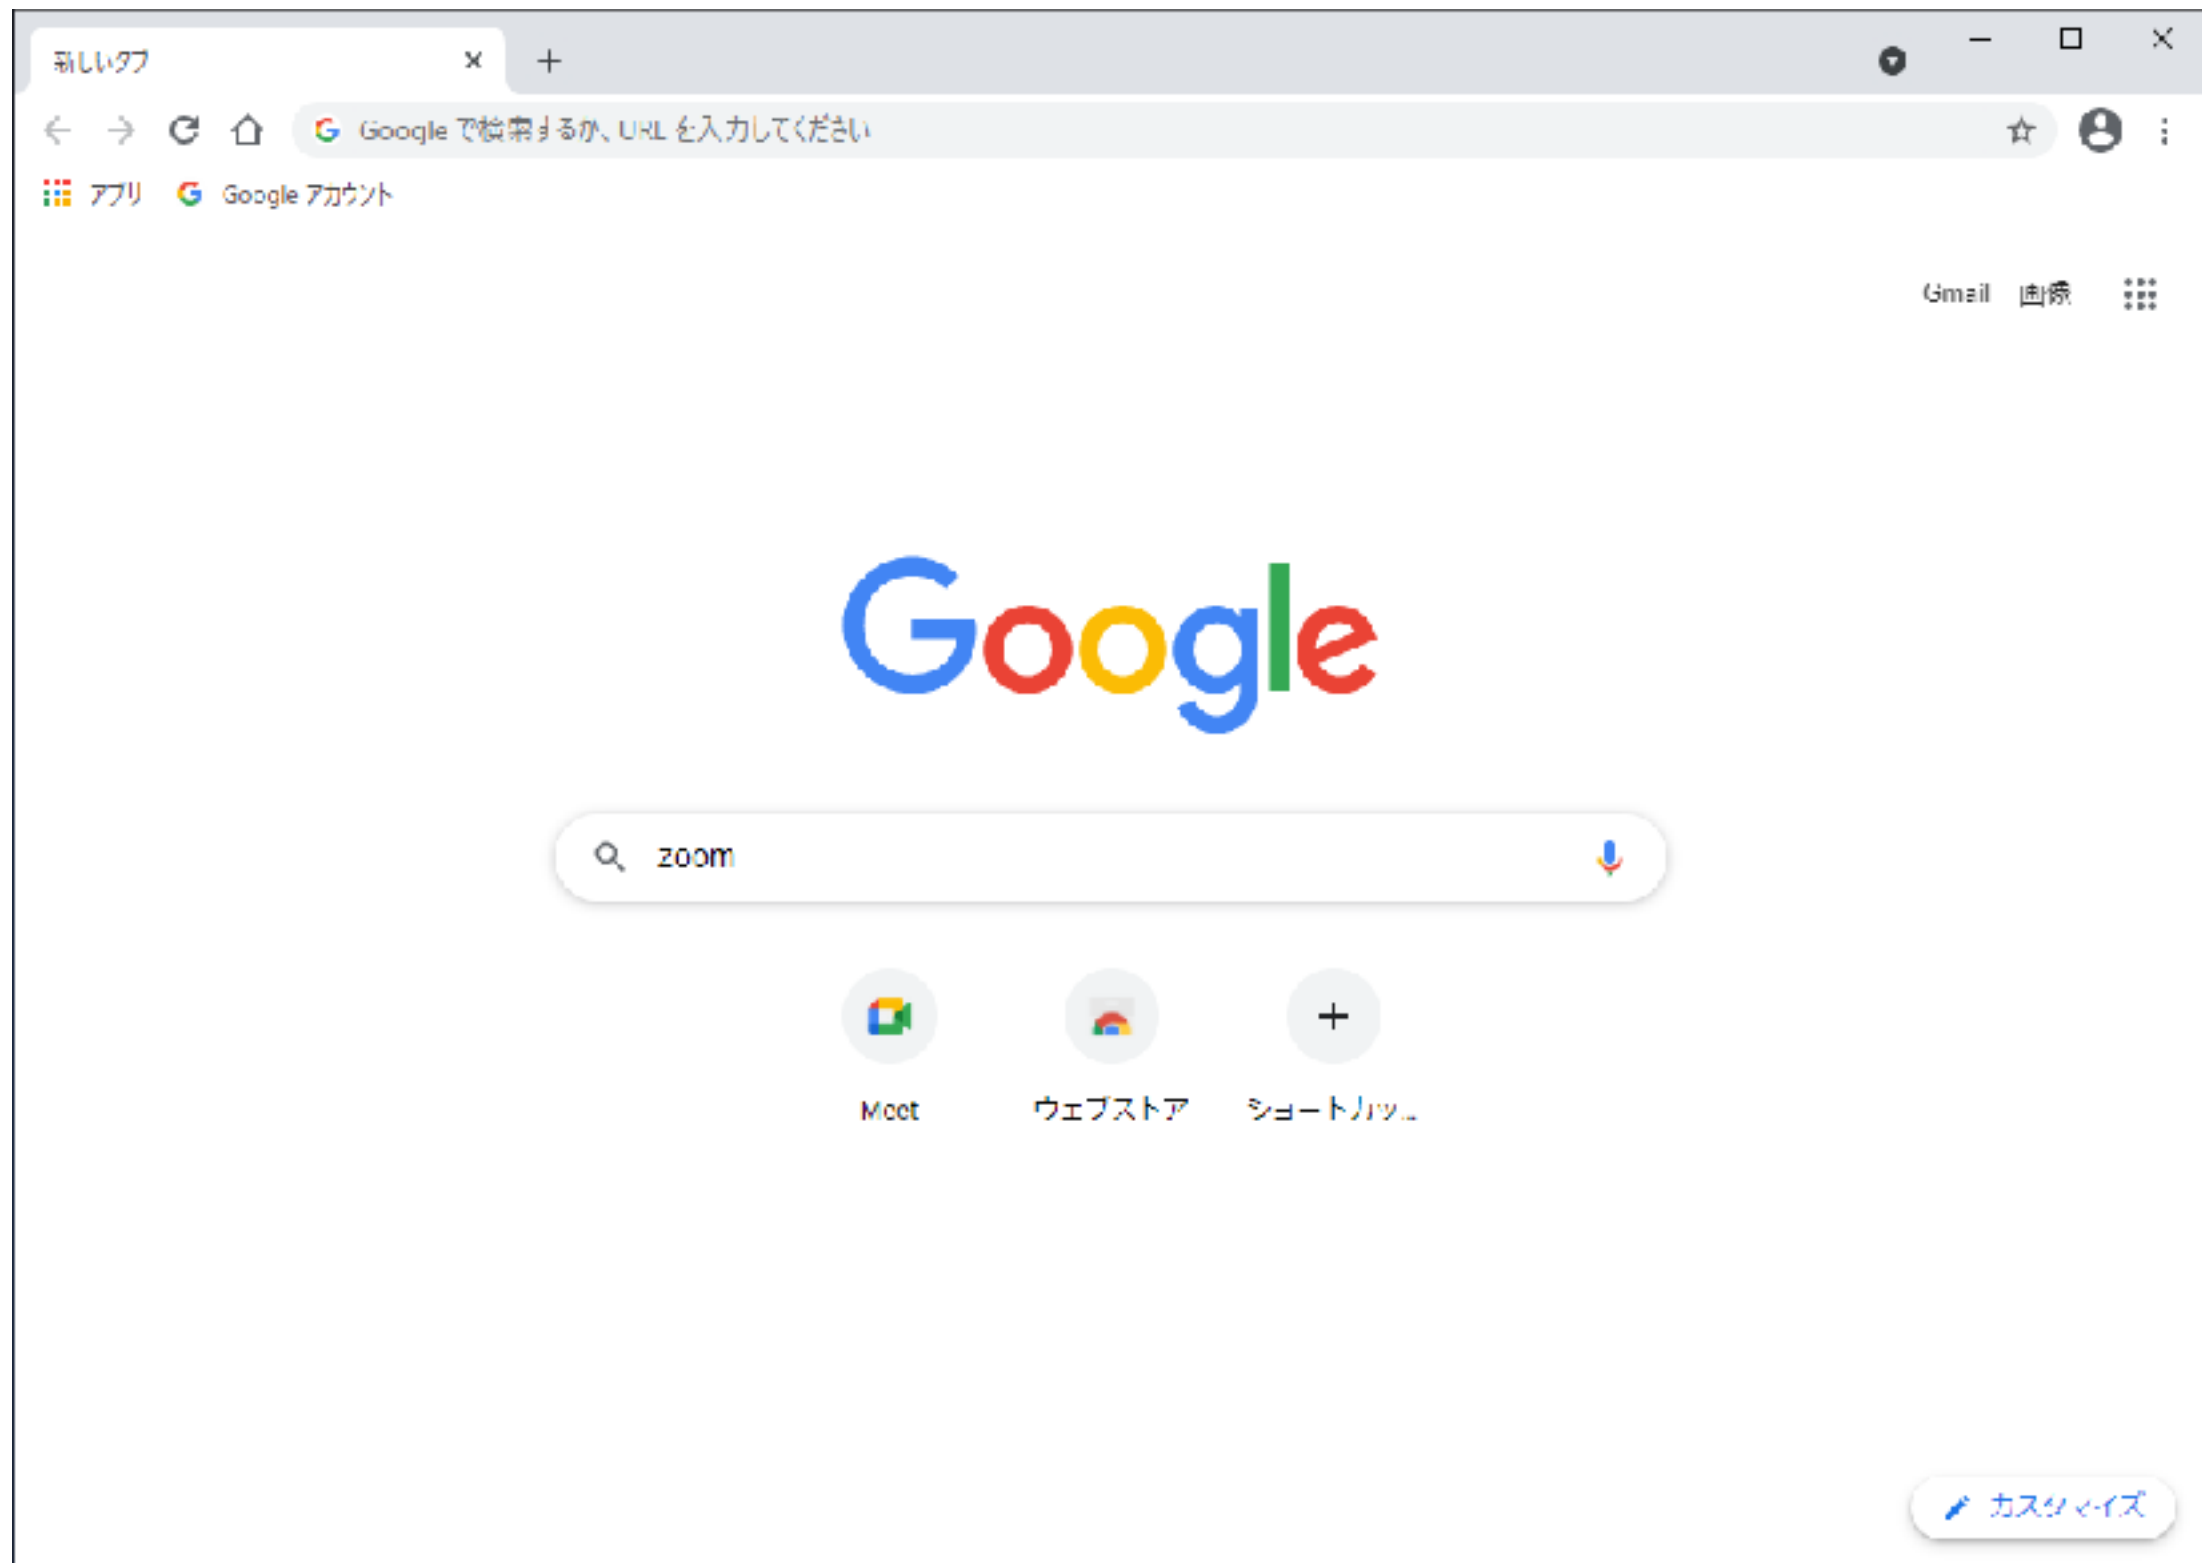 新しいタブ
Google で検索するか、URL を入力してください
アプリ Google アカウント
Gmail 画像
Google
zoom
Meet ウェブストア ショートカッ...
カスタマイズ